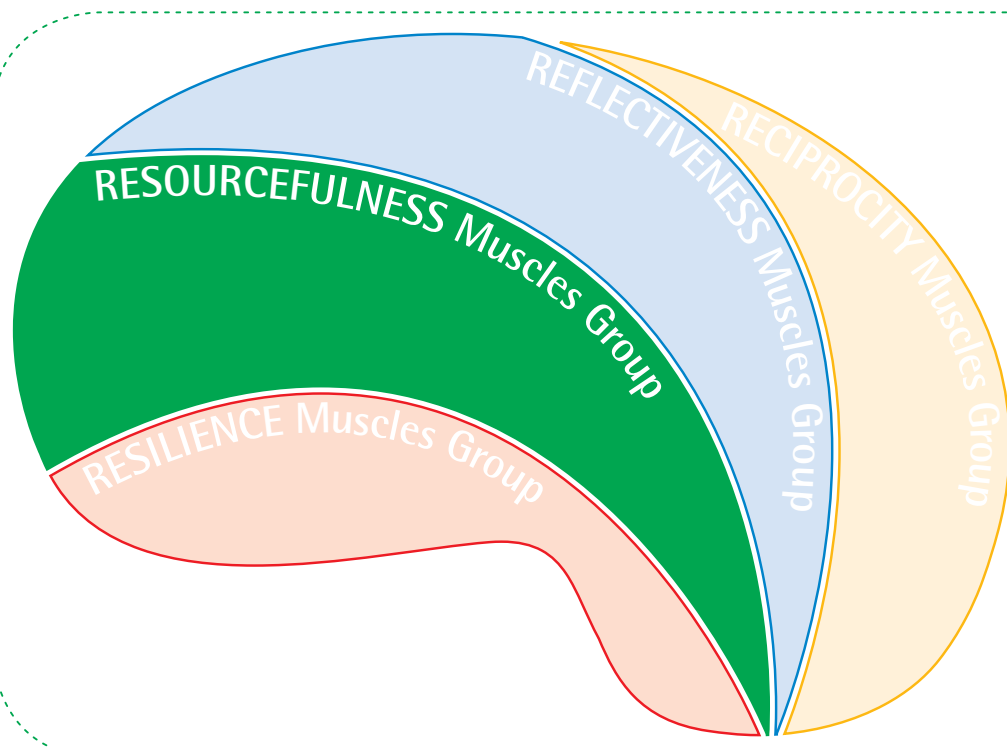 REFLECTIVENESS Muscles Group
RECIPROCITY Muscles Group
RESOURCEFULNESS Muscles Group
RESILIENCE Muscles Group